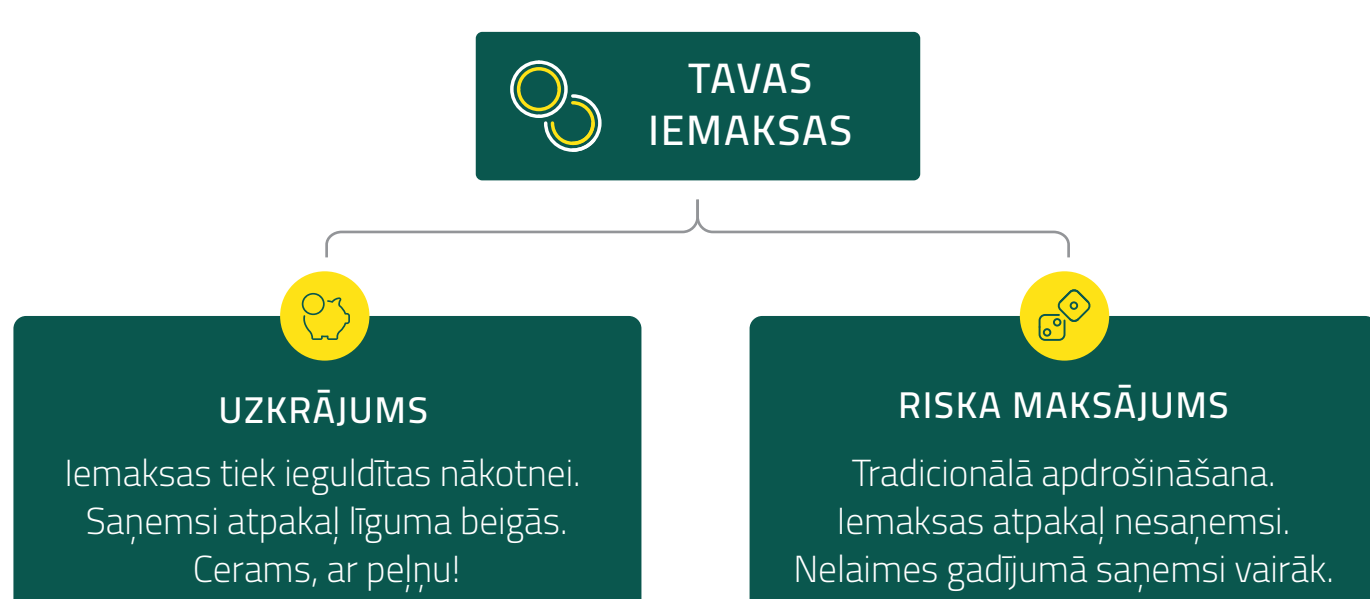 TAVAS
IEMAKSAS
UZKRĀJUMS
Iemaksas tiek ieguldītas nākotnei.
Saņemsi atpakaļ līguma beigās.
Cerams, ar peļņu!
RISKA MAKSĀJUMS
Tradicionālā apdrošināšana.
Iemaksas atpakaļ nesaņemsi.
Nelaimes gadījumā saņemsi vairāk.